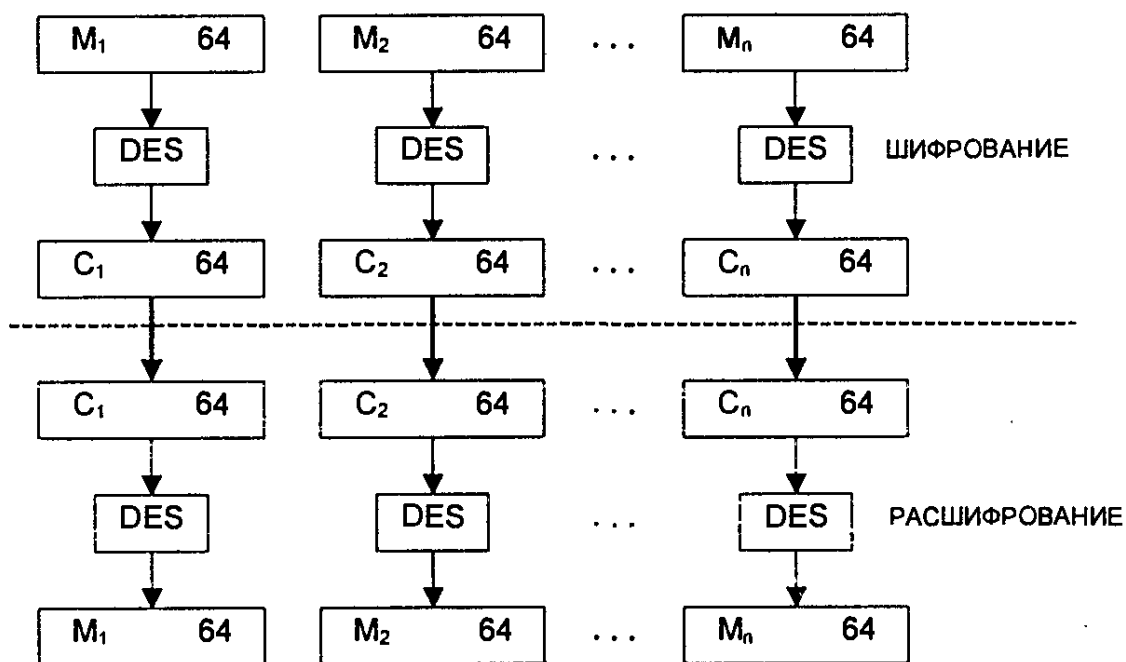 M₁ 64 M₂ 64 . . . Mₙ 64
DES DES . . . DES ШИФРОВАНИЕ
C₁ 64 C₂ 64 . . . Cₙ 64
C₁ 64 C₂ 64 . . . Cₙ 64
DES DES . . . DES РАСШИФРОВАНИЕ
M₁ 64 M₂ 64 . . . Mₙ 64